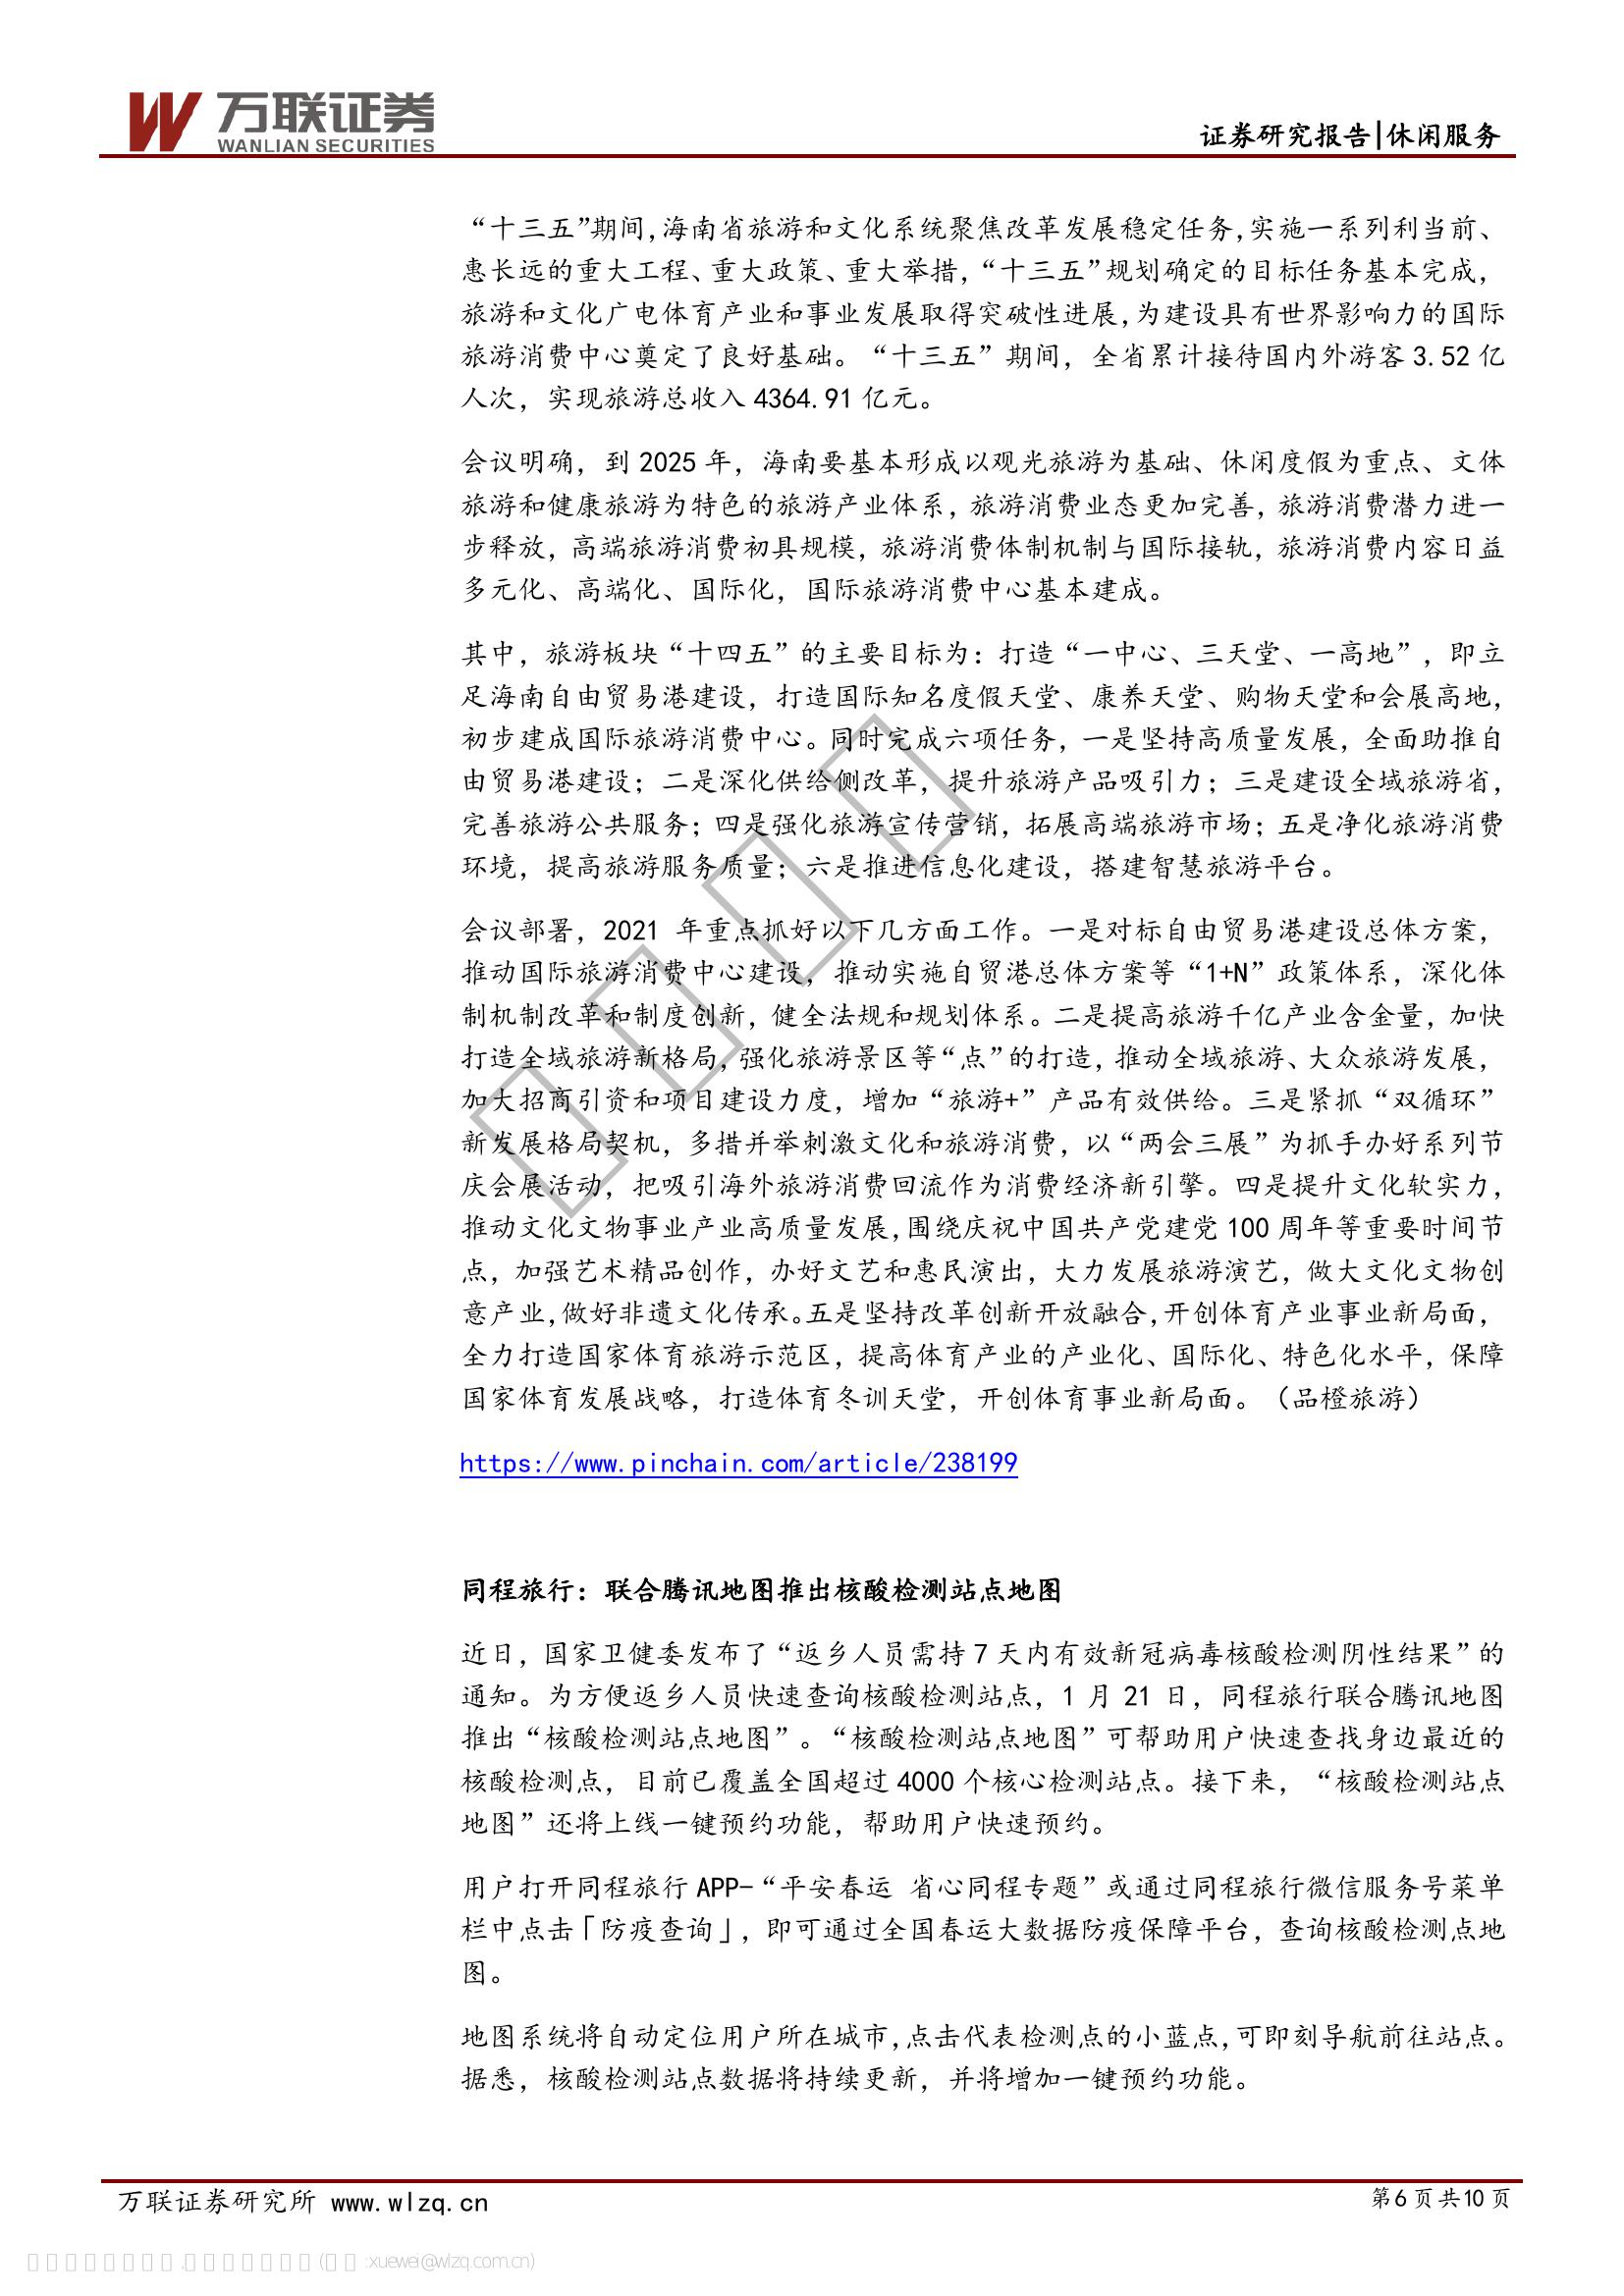 万联证券
WANLIAN SECURITIES
证券研究报告|休闲服务
“十三五”期间,海南省旅游和文化系统聚焦改革发展稳定任务,实施一系列利当前、
惠长远的重大工程、重大政策、重大举措，“十三五”规划确定的目标任务基本完成，
旅游和文化广电体育产业和事业发展取得突破性进展,为建设具有世界影响力的国际
旅游消费中心奠定了良好基础。“十三五”期间，全省累计接待国内外游客 3.52 亿
人次，实现旅游总收入 4364.91 亿元。
会议明确，到 2025 年，海南要基本形成以观光旅游为基础、休闲度假为重点、文体
旅游和健康旅游为特色的旅游产业体系，旅游消费业态更加完善，旅游消费潜力进一
步释放，高端旅游消费初具规模，旅游消费体制机制与国际接轨，旅游消费内容日益
多元化、高端化、国际化，国际旅游消费中心基本建成。
其中，旅游板块“十四五”的主要目标为：打造“一中心、三天堂、一高地”，即立
足海南自由贸易港建设，打造国际知名度假天堂、康养天堂、购物天堂和会展高地，
初步建成国际旅游消费中心。同时完成六项任务，一是坚持高质量发展，全面助推自
由贸易港建设；二是深化供给侧改革，提升旅游产品吸引力；三是建设全域旅游省，
完善旅游公共服务；四是强化旅游宣传营销，拓展高端旅游市场；五是净化旅游消费
环境，提高旅游服务质量；六是推进信息化建设，搭建智慧旅游平台。
会议部署，2021 年重点抓好以下几方面工作。一是对标自由贸易港建设总体方案，
推动国际旅游消费中心建设，推动实施自贸港总体方案等“1+N”政策体系，深化体
制机制改革和制度创新，健全法规和规划体系。二是提高旅游千亿产业含金量，加快
打造全域旅游新格局,强化旅游景区等“点”的打造，推动全域旅游、大众旅游发展，
加大招商引资和项目建设力度，增加“旅游+”产品有效供给。三是紧抓“双循环”
新发展格局契机，多措并举刺激文化和旅游消费，以“两会三展”为抓手办好系列节
庆会展活动，把吸引海外旅游消费回流作为消费经济新引擎。四是提升文化软实力，
推动文化文物事业产业高质量发展,围绕庆祝中国共产党建党 100 周年等重要时间节
点，加强艺术精品创作，办好文艺和惠民演出，大力发展旅游演艺，做大文化文物创
意产业,做好非遗文化传承。五是坚持改革创新开放融合,开创体育产业事业新局面，
全力打造国家体育旅游示范区，提高体育产业的产业化、国际化、特色化水平，保障
国家体育发展战略，打造体育冬训天堂，开创体育事业新局面。（品橙旅游）
https://www.pinchain.com/article/238199
同程旅行：联合腾讯地图推出核酸检测站点地图
近日，国家卫健委发布了“返乡人员需持 7 天内有效新冠病毒核酸检测阴性结果”的
通知。为方便返乡人员快速查询核酸检测站点，1 月 21 日，同程旅行联合腾讯地图
推出“核酸检测站点地图”。“核酸检测站点地图”可帮助用户快速查找身边最近的
核酸检测点，目前已覆盖全国超过 4000 个核心检测站点。接下来，“核酸检测站点
地图”还将上线一键预约功能，帮助用户快速预约。
用户打开同程旅行 APP-“平安春运 省心同程专题”或通过同程旅行微信服务号菜单
栏中点击「防疫查询」，即可通过全国春运大数据防疫保障平台，查询核酸检测点地
图。
地图系统将自动定位用户所在城市,点击代表检测点的小蓝点,可即刻导航前往站点。
据悉，核酸检测站点数据将持续更新，并将增加一键预约功能。
万联证券研究所 www.wlzq.cn
第 6 页 共 10 页
xuewei@wlzq.com.cn)